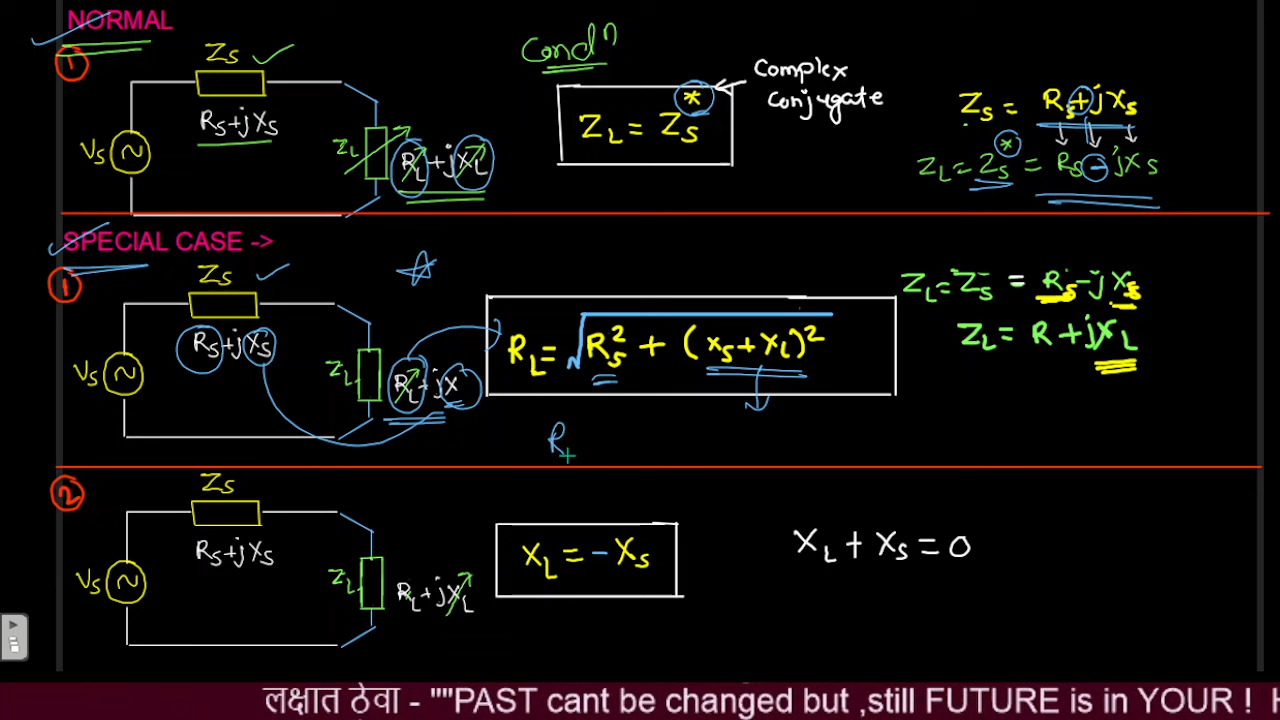 NORMAL
①
Zs
Rs+jXs
Vs
ZL
RL+jXL
Condⁿ
ZL = Zs*
Complex
Conjugate
Zs = Rs+jXs
ZL = Zs* = Rs-jXs
SPECIAL CASE ->
①
Zs
Rs+jXs
Vs
ZL
RL+jX
RL = √Rs² + (Xs+XL)²
ZL = Zs = Rs-jXs
ZL = R+jXL
R
②
Zs
Rs+jXs
Vs
ZL
RL+jXL
XL = -Xs
XL + Xs = 0
लक्षात ठेवा - ""PAST cant be changed but ,still FUTURE is in YOUR ! H